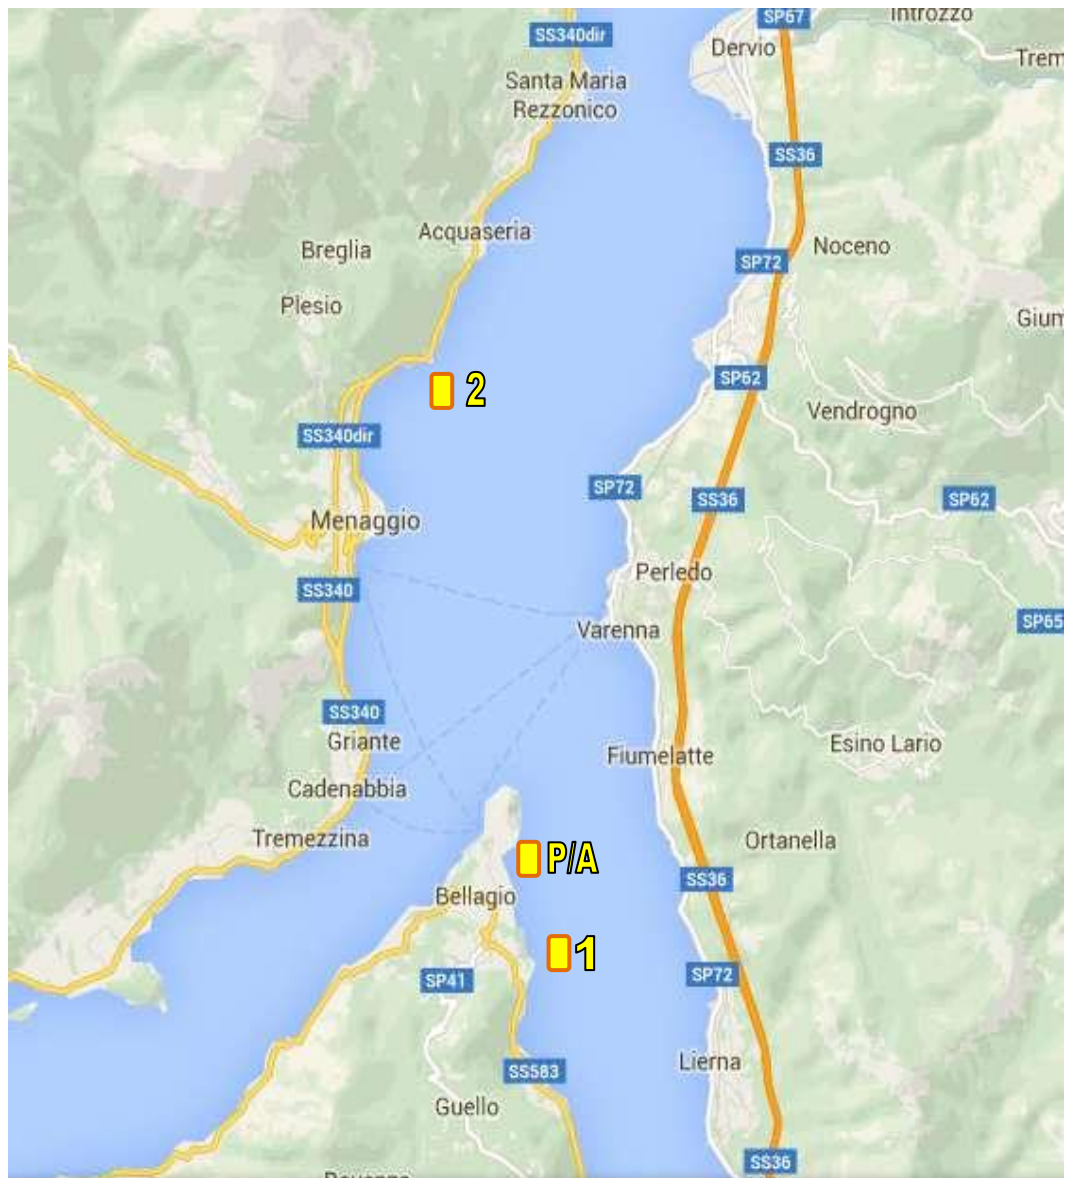 SP67
Introzzo
SS340dir
Dervio
Trem
Santa Maria
Rezzonico
SS36
Acquaseria
Breglia
Noceno
SP72
Plesio
Gium
SP62
2
Vendrogno
SS340dir
SP72
SS36
SP62
Menaggio
Perledo
SS340
SP65
Varenna
SS340
Griante
Esino Lario
Fiumelatte
Cadenabbia
Tremezzina
Ortanella
P/A
SS36
Bellagio
1
SP41
SP72
Lierna
SS583
Guello
SS36